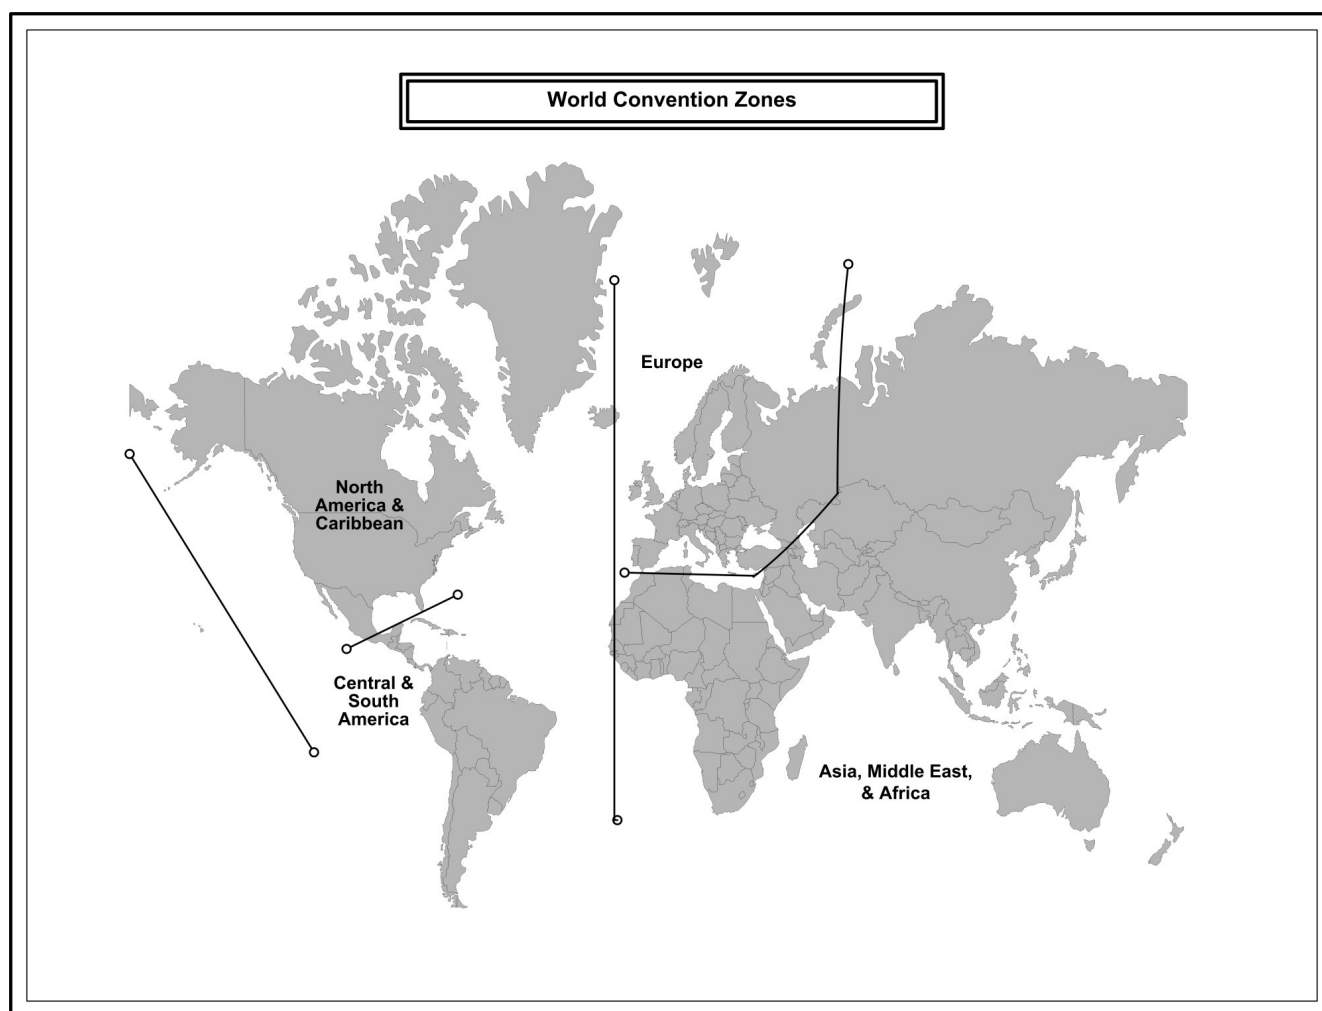 World Convention Zones
Europe
North
America &
Caribbean
Central &
South
America
Asia, Middle East,
& Africa